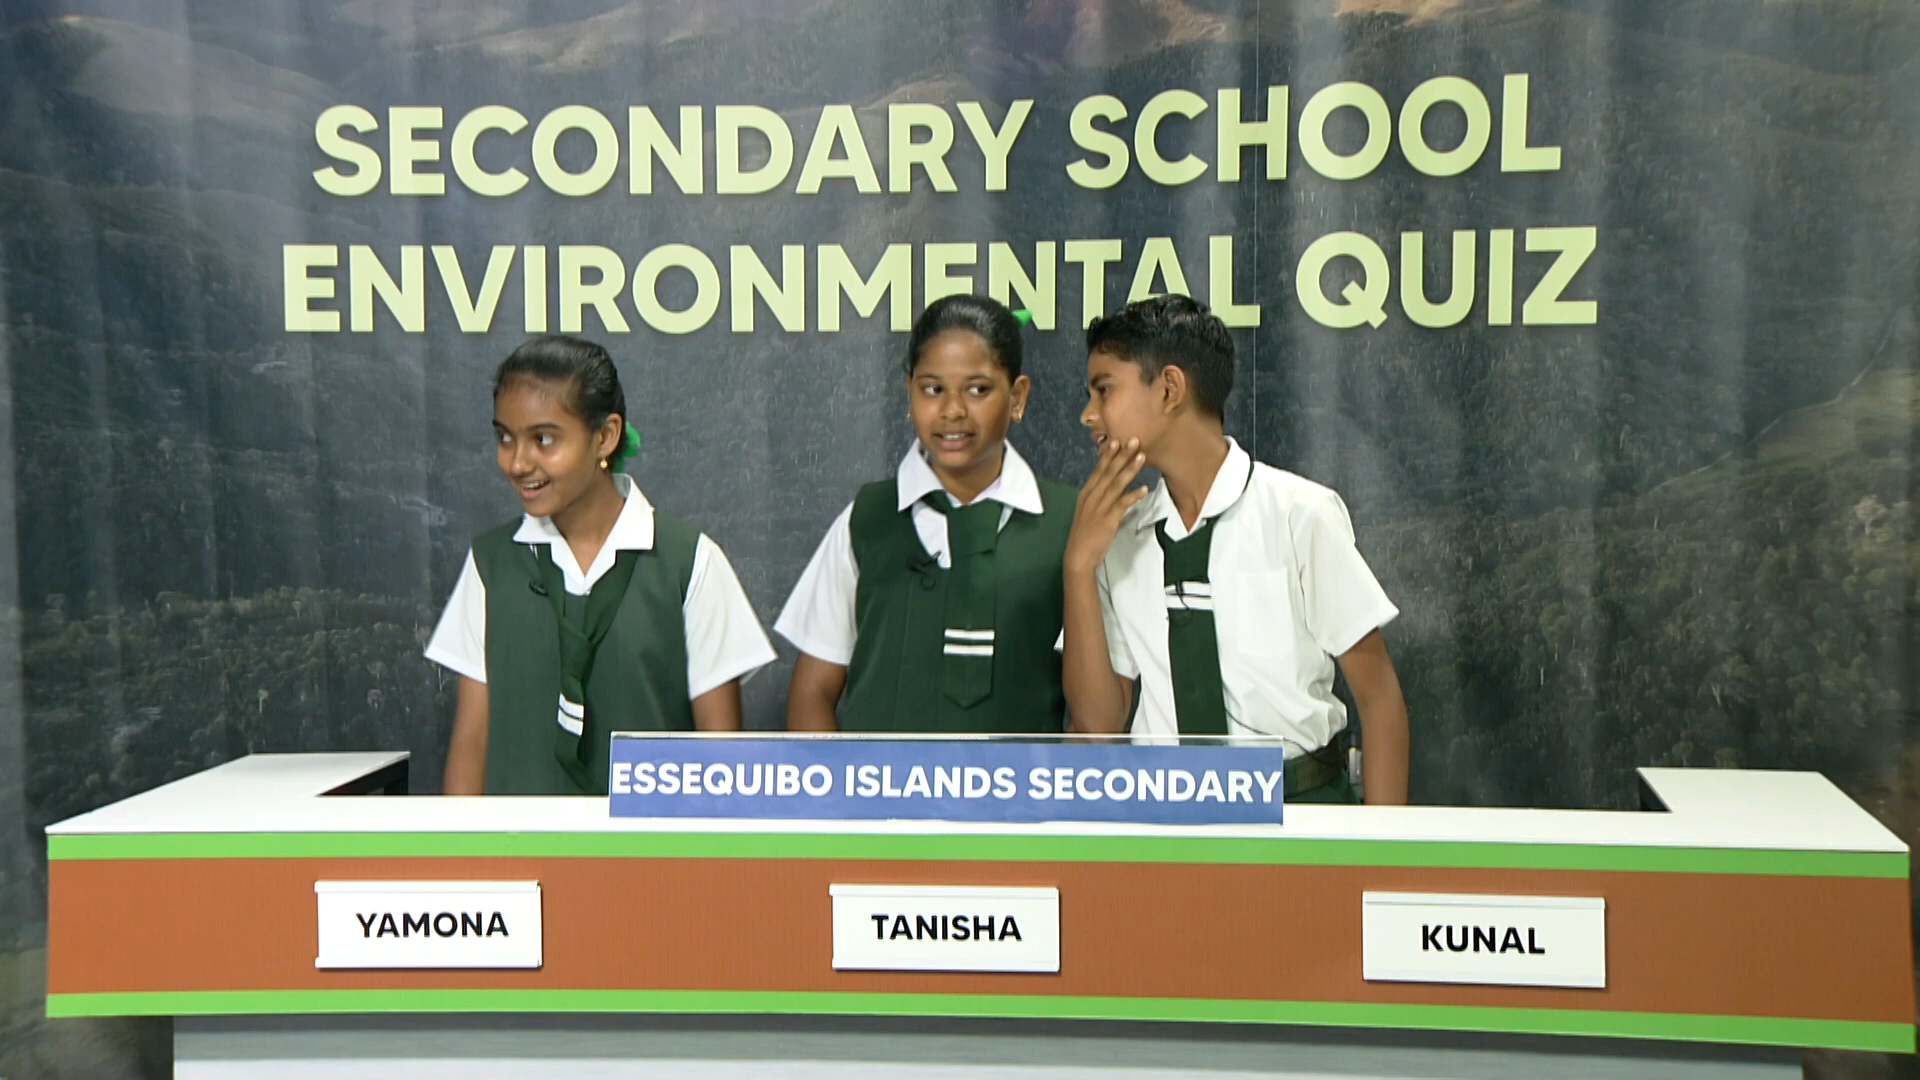 SECONDARY SCHOOL
ENVIRONMENTAL QUIZ
ESSEQUIBO ISLANDS SECONDARY
YAMONA
TANISHA
KUNAL